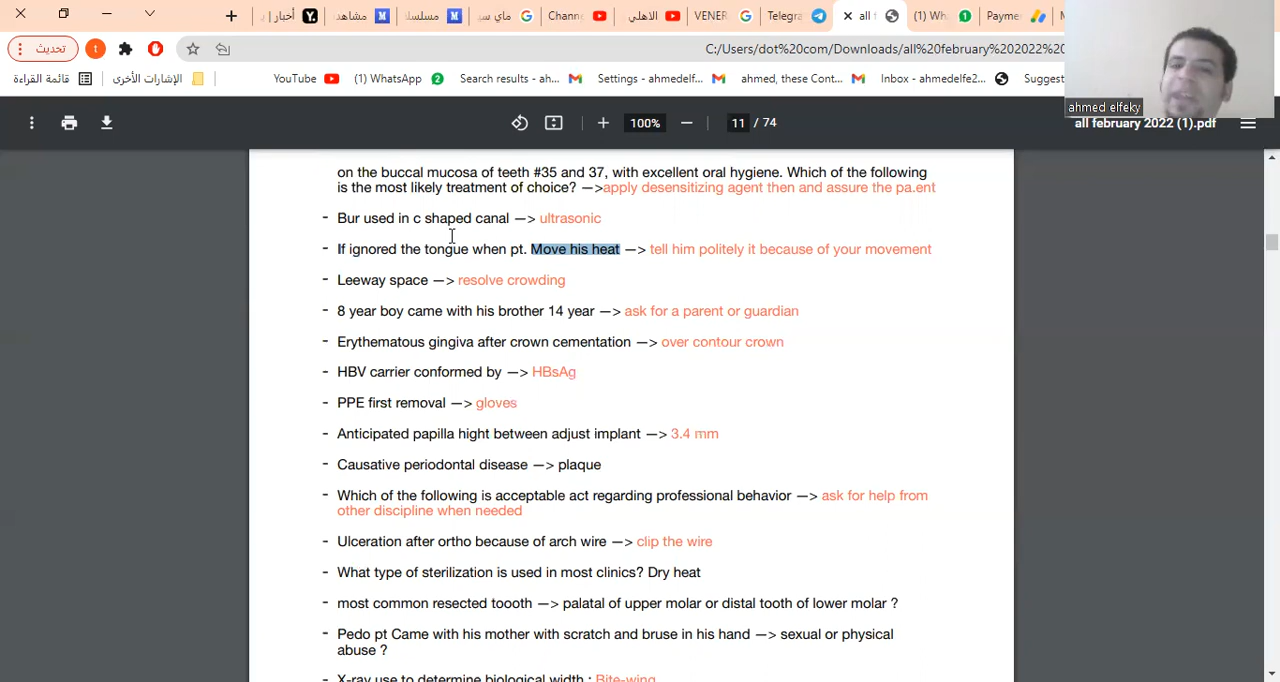 أخبار | ب
مشاهد
مسلسلا
ماي سي
Chann
الاهلي
VENER
Telegra
all f
(1) Wh
Payme
تحديث
C:/Users/dot%20com/Downloads/all%20february%202022%20
قائمة القراءة
الإشارات الأخرى
YouTube
(1) WhatsApp
Search results - ah...
Settings - ahmedelf...
ahmed, these Cont...
Inbox - ahmedelfe2...
Suggest
ahmed elfeky
100%
11 / 74
all february 2022 (1).pdf
on the buccal mucosa of teeth #35 and 37, with excellent oral hygiene. Which of the following
is the most likely treatment of choice? —>apply desensitizing agent then and assure the pa.ent
- Bur used in c shaped canal —> ultrasonic
- If ignored the tongue when pt. Move his heat —> tell him politely it because of your movement
- Leeway space —> resolve crowding
- 8 year boy came with his brother 14 year —> ask for a parent or guardian
- Erythematous gingiva after crown cementation —> over contour crown
- HBV carrier conformed by —> HBsAg
- PPE first removal —> gloves
- Anticipated papilla hight between adjust implant —> 3.4 mm
- Causative periodontal disease —> plaque
- Which of the following is acceptable act regarding professional behavior —> ask for help from
other discipline when needed
- Ulceration after ortho because of arch wire —> clip the wire
- What type of sterilization is used in most clinics? Dry heat
- most common resected toooth —> palatal of upper molar or distal tooth of lower molar ?
- Pedo pt Came with his mother with scratch and bruse in his hand —> sexual or physical
abuse ?
X-ray use to determine biological width : Bite-wing